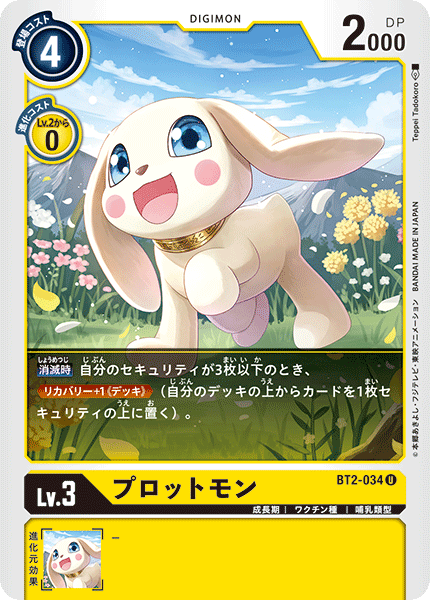 登場コスト
4
DIGIMON
DP
2000
進化コスト
Lv.2から
0
Teppei Tadokoro
BANDAI MADE IN JAPAN
© 本郷あきよし・フジテレビ・東映アニメーション
消滅時 自分のセキュリティが3枚以下のとき、
リカバリー+1《デッキ》（自分のデッキの上からカードを1枚セ
キュリティの上に置く）。
Lv.3
プロットモン
BT2-034 U
成長期 | ワクチン種 | 哺乳類型
進化元効果
－